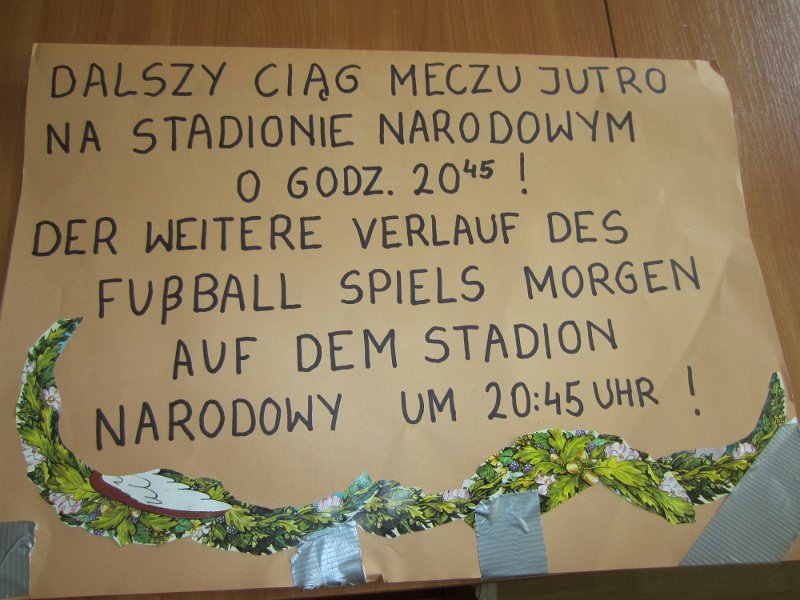 DALSZY CIĄG MECZU JUTRO
NA STADIONIE NARODOWYM
O GODZ. 20⁴⁵ !
DER WEITERE VERLAUF DES
FUßBALL SPIELS MORGEN
AUF DEM STADION
NARODOWY UM 20:45 UHR !